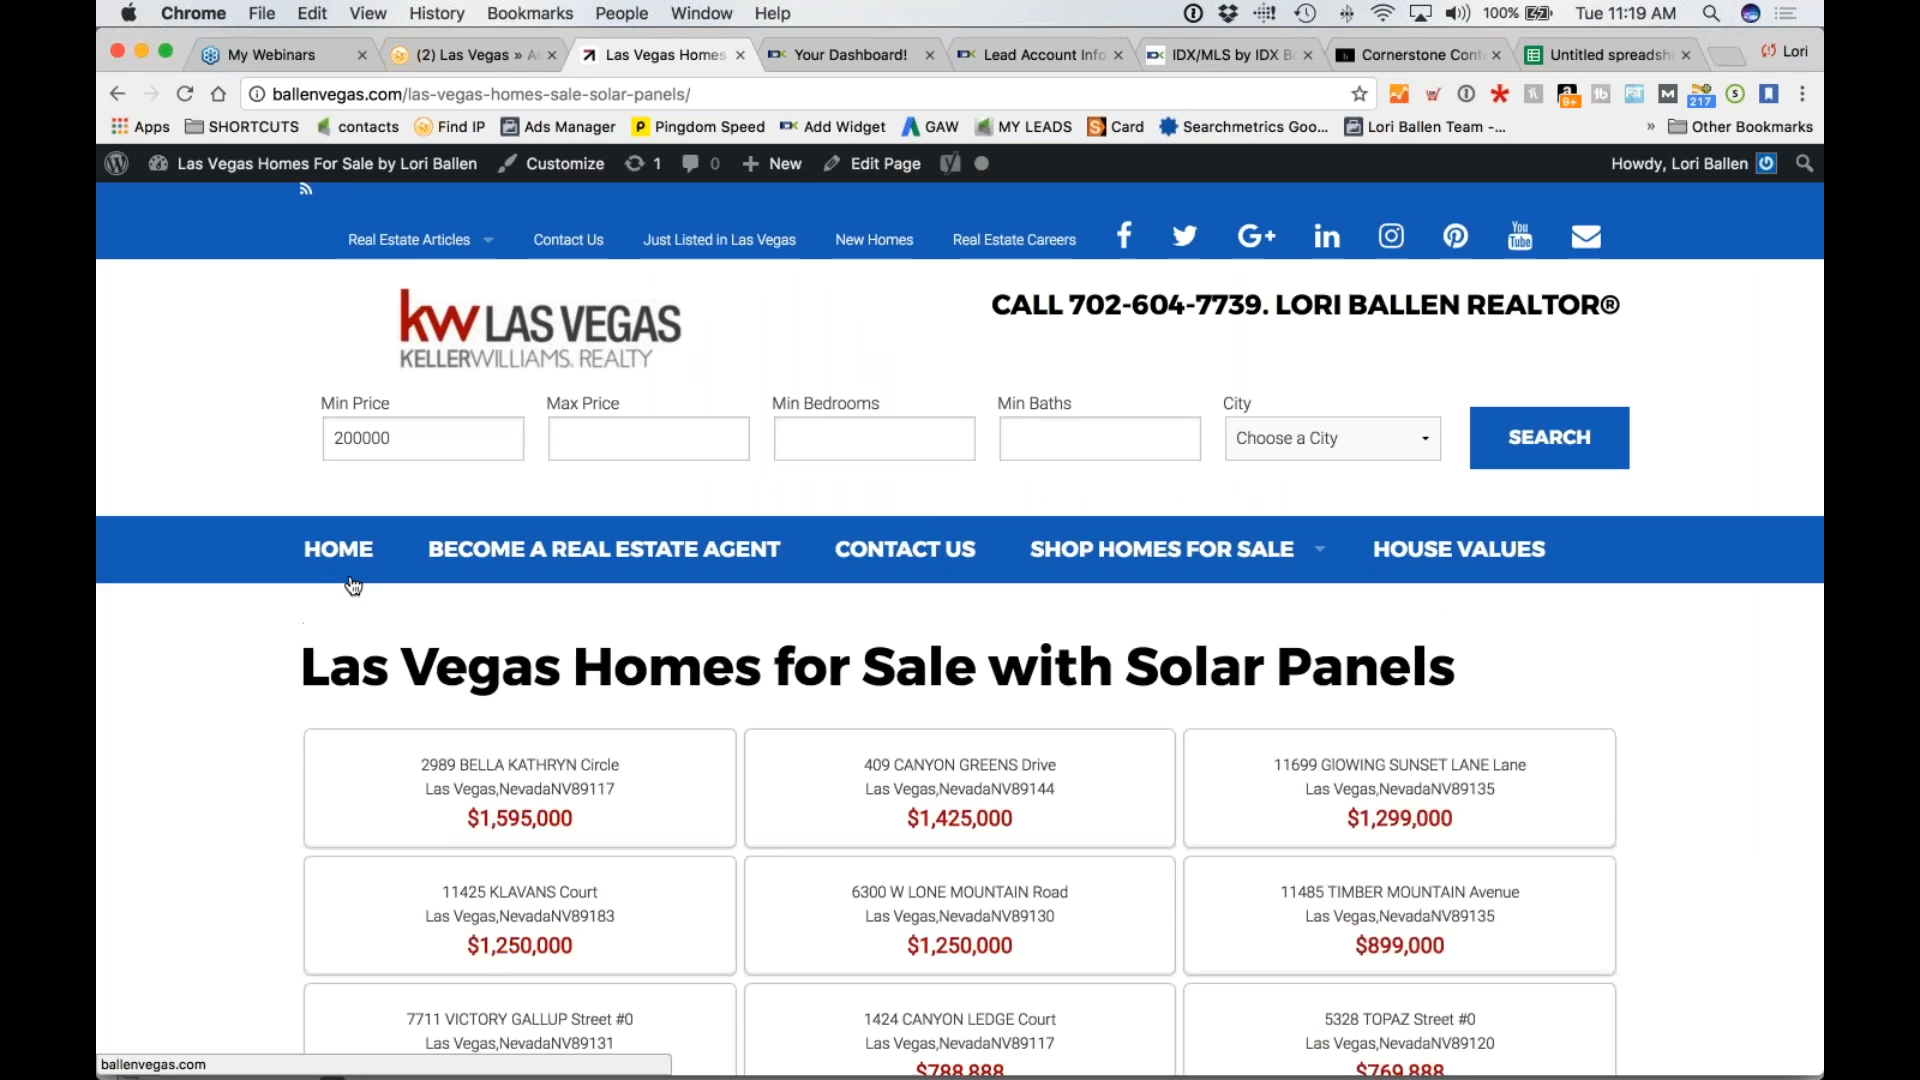 Chrome File Edit View History Bookmarks People Window Help 100% Tue 11:19 AM
My Webinars (2) Las Vegas » Ac Las Vegas Homes Your Dashboard! Lead Account Info IDX/MLS by IDX Br Cornerstone Cont Untitled spreadsh Lori
ballenvegas.com/las-vegas-homes-sale-solar-panels/ 9+ 217
Apps SHORTCUTS contacts Find IP Ads Manager Pingdom Speed Add Widget GAW MY LEADS Card Searchmetrics Goo... Lori Ballen Team -... » Other Bookmarks
Las Vegas Homes For Sale by Lori Ballen Customize 1 0 New Edit Page Howdy, Lori Ballen
Real Estate Articles Contact Us Just Listed in Las Vegas New Homes Real Estate Careers
kw LAS VEGAS
KELLERWILLIAMS. REALTY
CALL 702-604-7739. LORI BALLEN REALTOR®
Min Price Max Price Min Bedrooms Min Baths City
200000 Choose a City SEARCH
HOME BECOME A REAL ESTATE AGENT CONTACT US SHOP HOMES FOR SALE HOUSE VALUES
Las Vegas Homes for Sale with Solar Panels
2989 BELLA KATHRYN Circle
Las Vegas,NevadaNV89117
$1,595,000
409 CANYON GREENS Drive
Las Vegas,NevadaNV89144
$1,425,000
11699 GlOWING SUNSET LANE Lane
Las Vegas,NevadaNV89135
$1,299,000
11425 KLAVANS Court
Las Vegas,NevadaNV89183
$1,250,000
6300 W LONE MOUNTAIN Road
Las Vegas,NevadaNV89130
$1,250,000
11485 TIMBER MOUNTAIN Avenue
Las Vegas,NevadaNV89135
$899,000
7711 VICTORY GALLUP Street #0
Las Vegas,NevadaNV89131
1424 CANYON LEDGE Court
Las Vegas,NevadaNV89117
$788,888
5328 TOPAZ Street #0
Las Vegas,NevadaNV89120
$769,888
ballenvegas.com